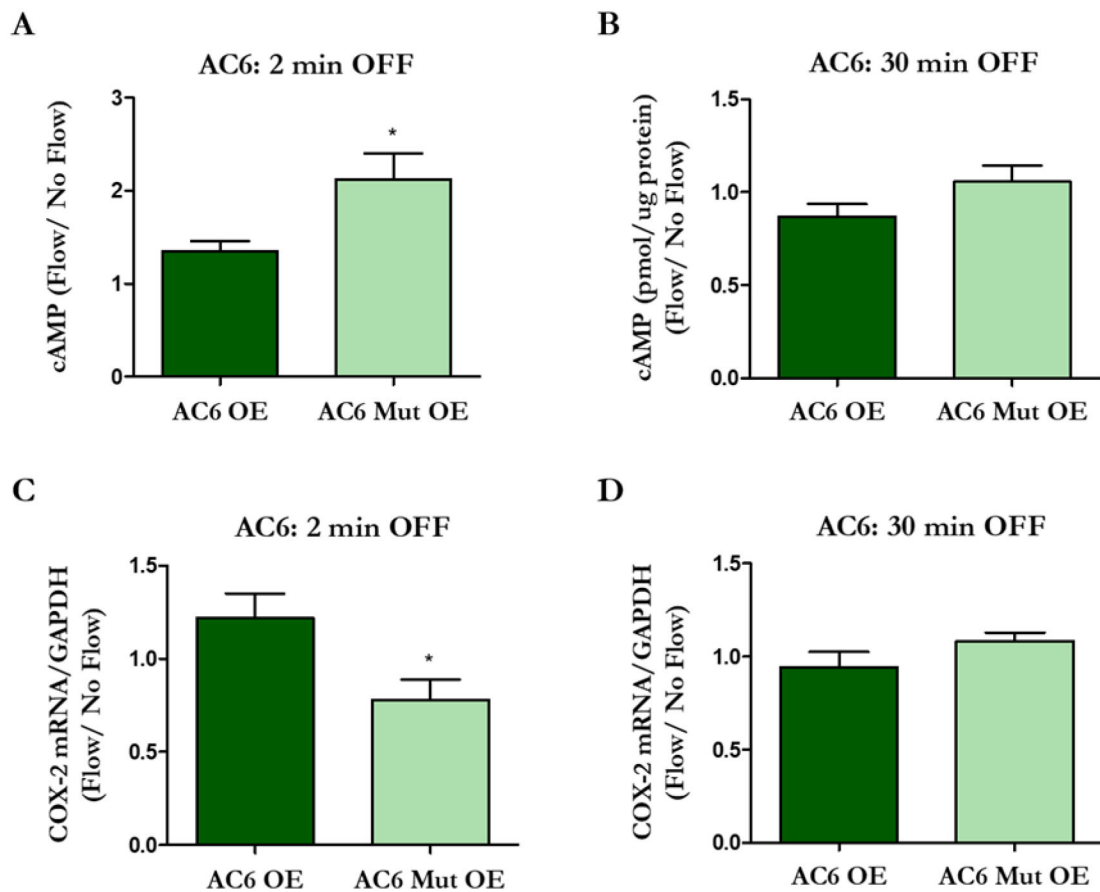 A
AC6: 2 min OFF
cAMP (Flow/ No Flow)
3
2
1
0
*
AC6 OE
AC6 Mut OE
B
AC6: 30 min OFF
cAMP (pmol/ug protein)
(Flow/ No Flow)
1.5
1.0
0.5
0.0
AC6 OE
AC6 Mut OE
C
AC6: 2 min OFF
COX-2 mRNA/GAPDH
(Flow/ No Flow)
1.5
1.0
0.5
0.0
*
AC6 OE
AC6 Mut OE
D
AC6: 30 min OFF
COX-2 mRNA/GAPDH
(Flow/ No Flow)
1.5
1.0
0.5
0.0
AC6 OE
AC6 Mut OE